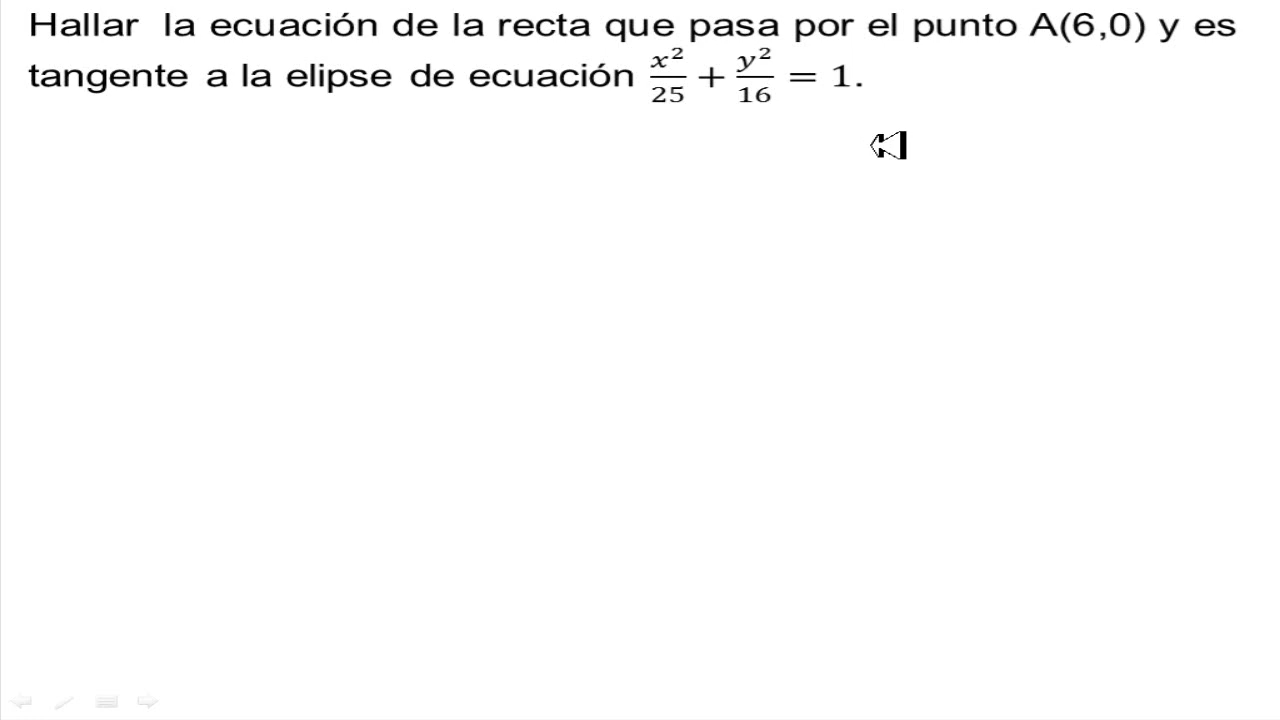 Hallar la ecuación de la recta que pasa por el punto A(6,0) y es
tangente a la elipse de ecuación x²/25 + y²/16 = 1.